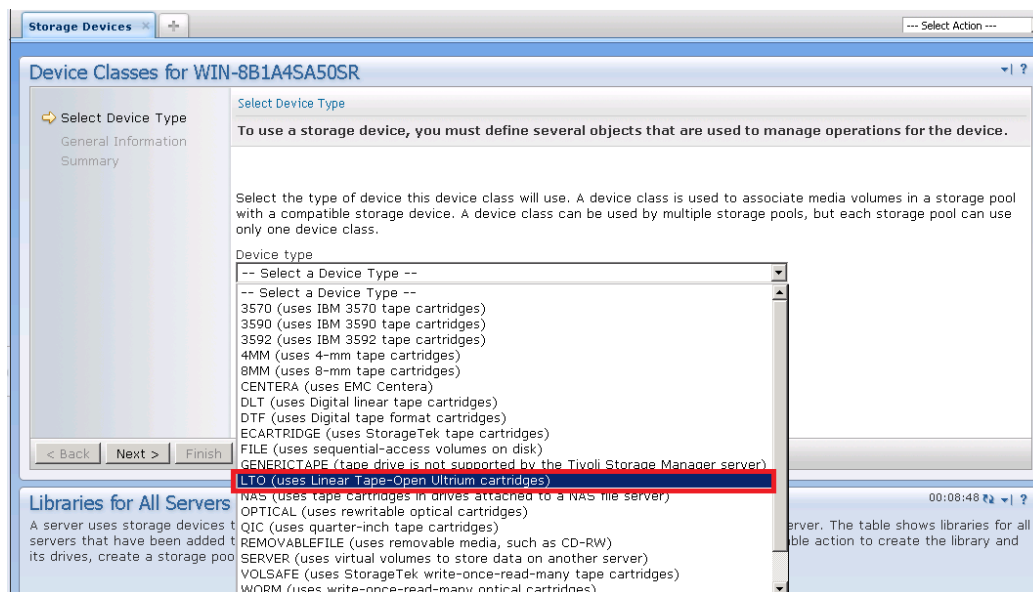 Storage Devices
--- Select Action ---
Device Classes for WIN-8B1A4SA50SR
?
Select Device Type
General Information
Summary
Select Device Type
To use a storage device, you must define several objects that are used to manage operations for the device.
Select the type of device this device class will use. A device class is used to associate media volumes in a storage pool
with a compatible storage device. A device class can be used by multiple storage pools, but each storage pool can use
only one device class.
Device type
-- Select a Device Type --
-- Select a Device Type --
3570 (uses IBM 3570 tape cartridges)
3590 (uses IBM 3590 tape cartridges)
3592 (uses IBM 3592 tape cartridges)
4MM (uses 4-mm tape cartridges)
8MM (uses 8-mm tape cartridges)
CENTERA (uses EMC Centera)
DLT (uses Digital linear tape cartridges)
DTF (uses Digital tape format cartridges)
ECARTRIDGE (uses StorageTek tape cartridges)
FILE (uses sequential-access volumes on disk)
GENERICTAPE (tape drive is not supported by the Tivoli Storage Manager server)
LTO (uses Linear Tape-Open Ultrium cartridges)
NAS (uses tape cartridges in drives attached to a NAS file server)
OPTICAL (uses rewritable optical cartridges)
QIC (uses quarter-inch tape cartridges)
REMOVABLEFILE (uses removable media, such as CD-RW)
SERVER (uses virtual volumes to store data on another server)
VOLSAFE (uses StorageTek write-once-read-many tape cartridges)
WORM (uses write-once-read-many optical cartridges)
< Back Next > Finish
Libraries for All Servers
00:08:48 ?
A server uses storage devices t erver. The table shows libraries for all
servers that have been added t ble action to create the library and
its drives, create a storage poo